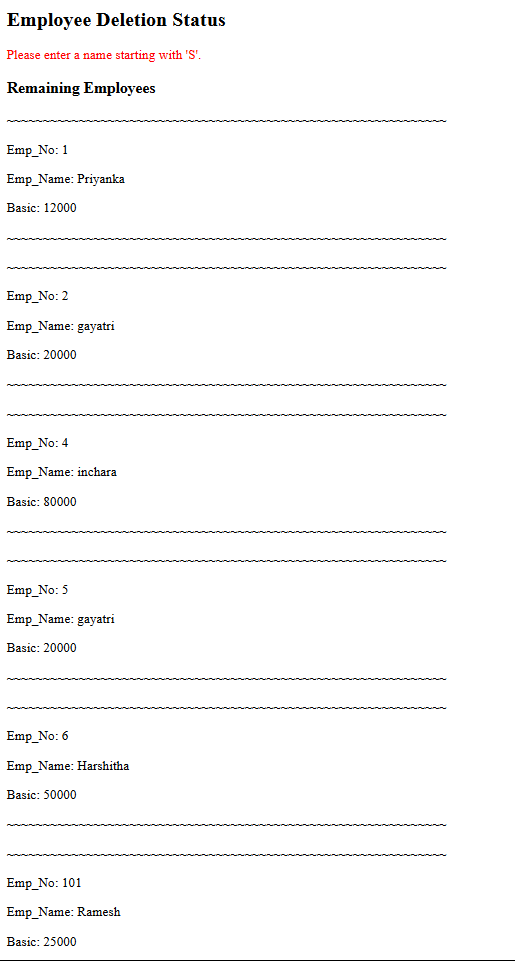 Employee Deletion Status
Please enter a name starting with 'S'.
Remaining Employees
~~~~~~~~~~~~~~~~~~~~~~~~~~~~~~~~~~~~~~~~~~~~~~~~~~~~~~~~~~~~~~~
Emp_No: 1
Emp_Name: Priyanka
Basic: 12000
~~~~~~~~~~~~~~~~~~~~~~~~~~~~~~~~~~~~~~~~~~~~~~~~~~~~~~~~~~~~~~~
~~~~~~~~~~~~~~~~~~~~~~~~~~~~~~~~~~~~~~~~~~~~~~~~~~~~~~~~~~~~~~~
Emp_No: 2
Emp_Name: gayatri
Basic: 20000
~~~~~~~~~~~~~~~~~~~~~~~~~~~~~~~~~~~~~~~~~~~~~~~~~~~~~~~~~~~~~~~
~~~~~~~~~~~~~~~~~~~~~~~~~~~~~~~~~~~~~~~~~~~~~~~~~~~~~~~~~~~~~~~
Emp_No: 4
Emp_Name: inchara
Basic: 80000
~~~~~~~~~~~~~~~~~~~~~~~~~~~~~~~~~~~~~~~~~~~~~~~~~~~~~~~~~~~~~~~
~~~~~~~~~~~~~~~~~~~~~~~~~~~~~~~~~~~~~~~~~~~~~~~~~~~~~~~~~~~~~~~
Emp_No: 5
Emp_Name: gayatri
Basic: 20000
~~~~~~~~~~~~~~~~~~~~~~~~~~~~~~~~~~~~~~~~~~~~~~~~~~~~~~~~~~~~~~~
~~~~~~~~~~~~~~~~~~~~~~~~~~~~~~~~~~~~~~~~~~~~~~~~~~~~~~~~~~~~~~~
Emp_No: 6
Emp_Name: Harshitha
Basic: 50000
~~~~~~~~~~~~~~~~~~~~~~~~~~~~~~~~~~~~~~~~~~~~~~~~~~~~~~~~~~~~~~~
~~~~~~~~~~~~~~~~~~~~~~~~~~~~~~~~~~~~~~~~~~~~~~~~~~~~~~~~~~~~~~~
Emp_No: 101
Emp_Name: Ramesh
Basic: 25000